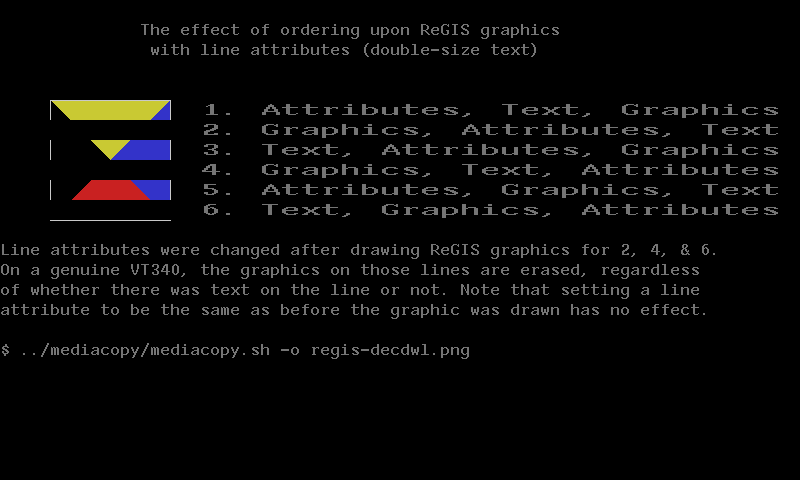 The effect of ordering upon ReGIS graphics
with line attributes (double-size text)
1. Attributes, Text, Graphics
2. Graphics, Attributes, Text
3. Text, Attributes, Graphics
4. Graphics, Text, Attributes
5. Attributes, Graphics, Text
6. Text, Graphics, Attributes
Line attributes were changed after drawing ReGIS graphics for 2, 4, & 6.
On a genuine VT340, the graphics on those lines are erased, regardless
of whether there was text on the line or not. Note that setting a line
attribute to be the same as before the graphic was drawn has no effect.
$ ../mediacopy/mediacopy.sh -o regis-decdwl.png